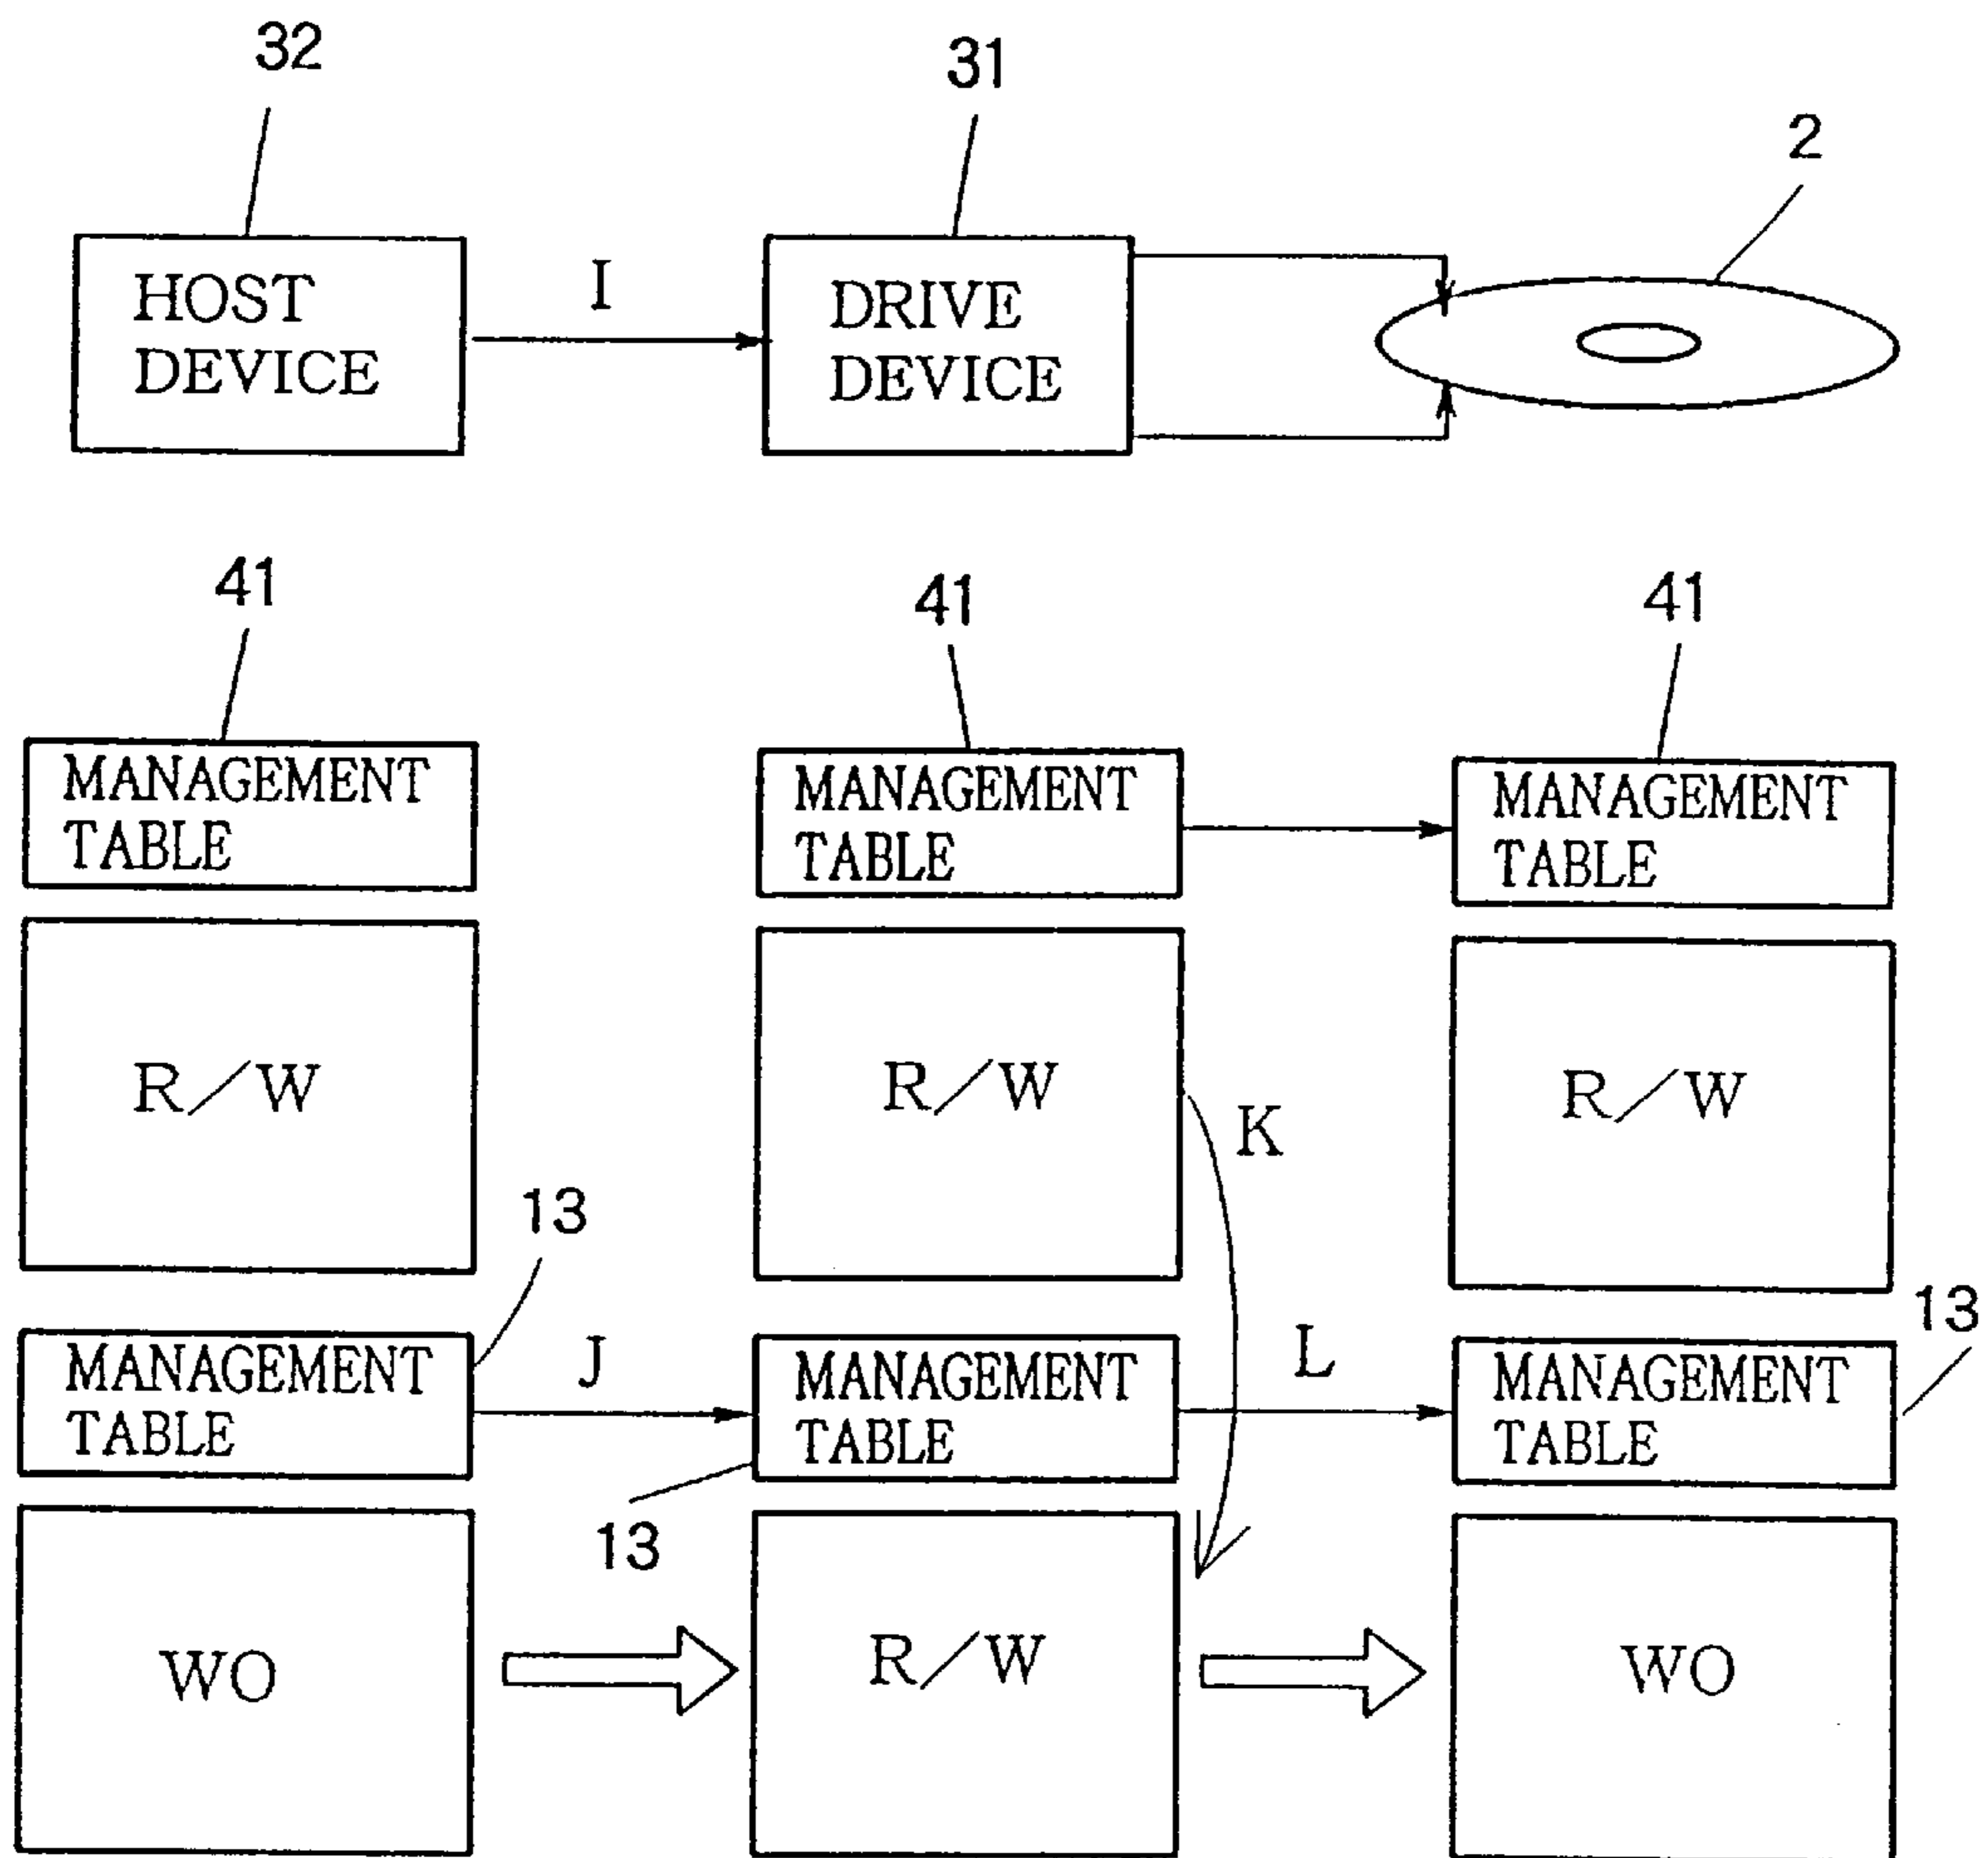 32
31
2
HOST
DEVICE
I
DRIVE
DEVICE
41
41
41
MANAGEMENT
TABLE
MANAGEMENT
TABLE
MANAGEMENT
TABLE
R/W
R/W
K
R/W
13
13
MANAGEMENT
TABLE
J
MANAGEMENT
TABLE
L
MANAGEMENT
TABLE
13
WO
R/W
WO